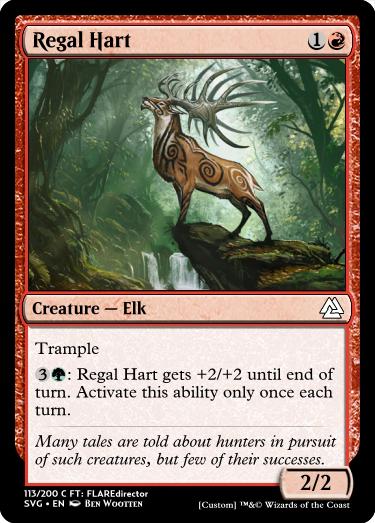 Regal Hart 1
Creature — Elk
Trample
3 : Regal Hart gets +2/+2 until end of
turn. Activate this ability only once each
turn.
Many tales are told about hunters in pursuit
of such creatures, but few of their successes.
2/2
113/200 C FT: FLAREdirector
SVG • EN Ben Wootten
[Custom] ™&© Wizards of the Coast